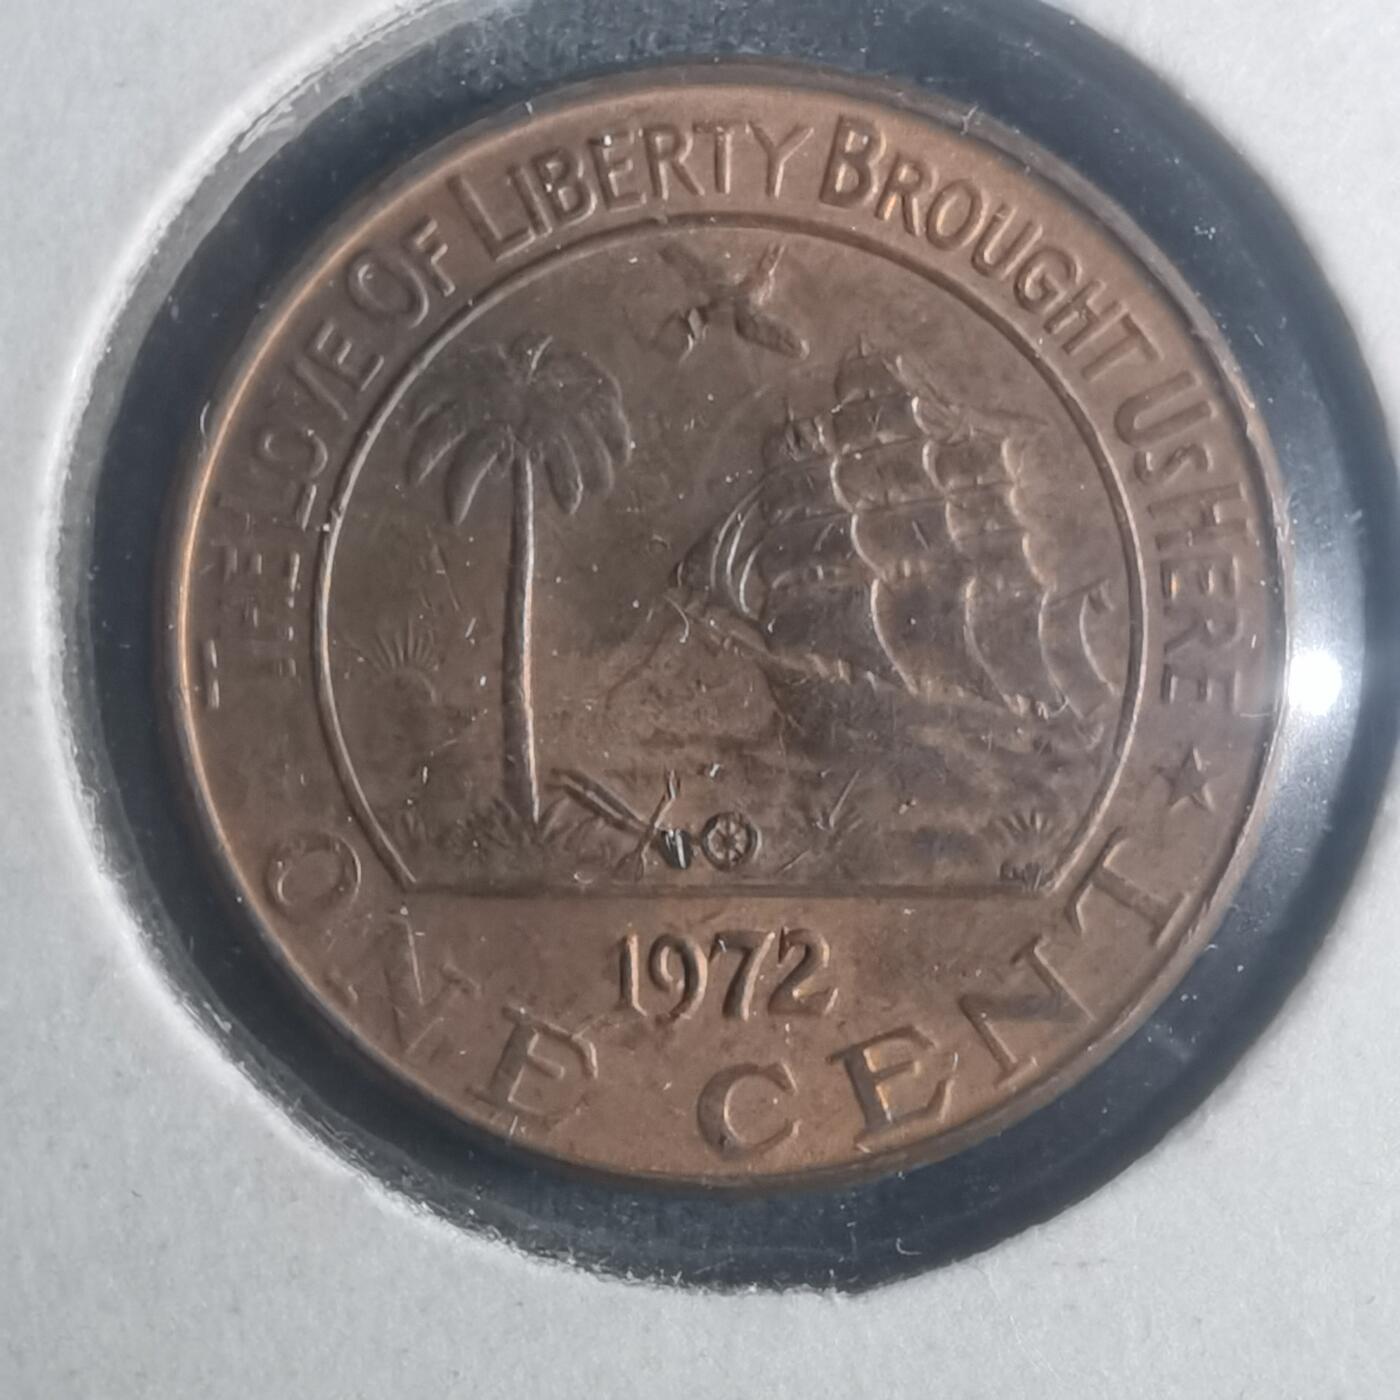 THE LOVE OF LIBERTY BROUGHT US HERE
1972
ONE CENT